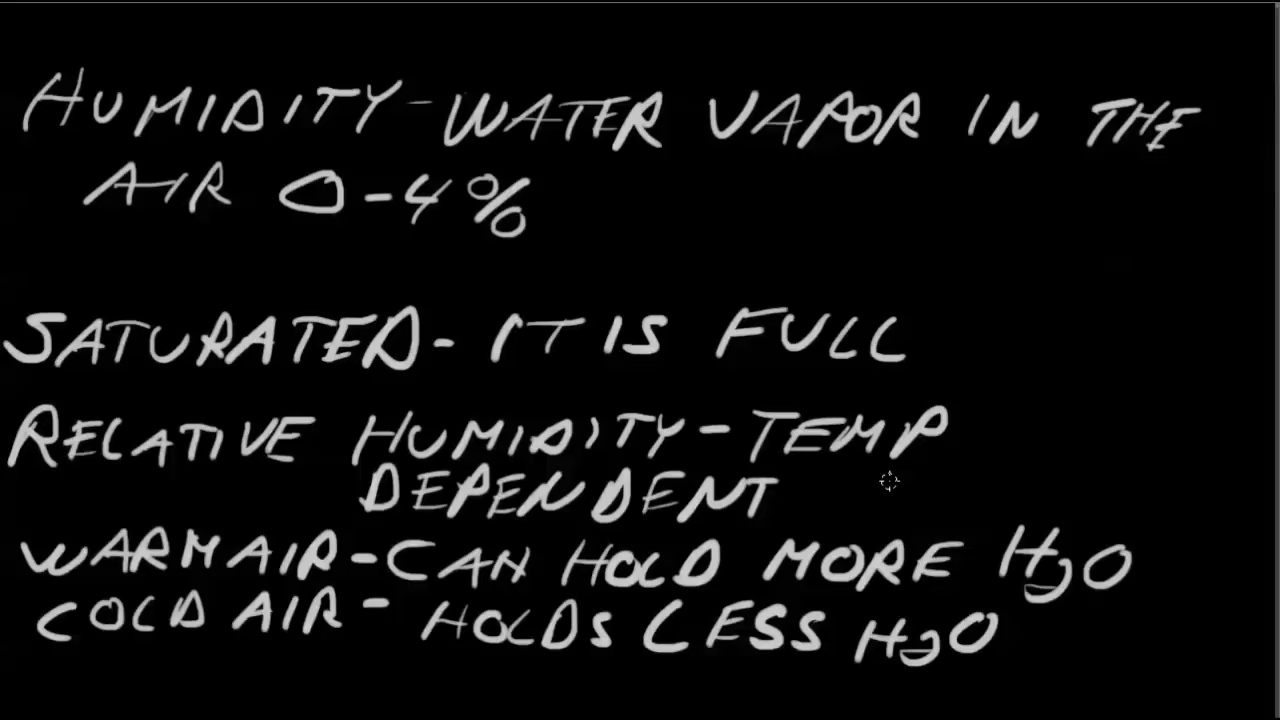 HUMIDITY-WATER VAPOR IN THE
AIR 0-4%
SATURATED- IT IS FULL
RELATIVE HUMIDITY-TEMP
DEPENDENT
WARM AIR-CAN HOLD MORE H₂O
COLD AIR- HOLDS LESS H₂O